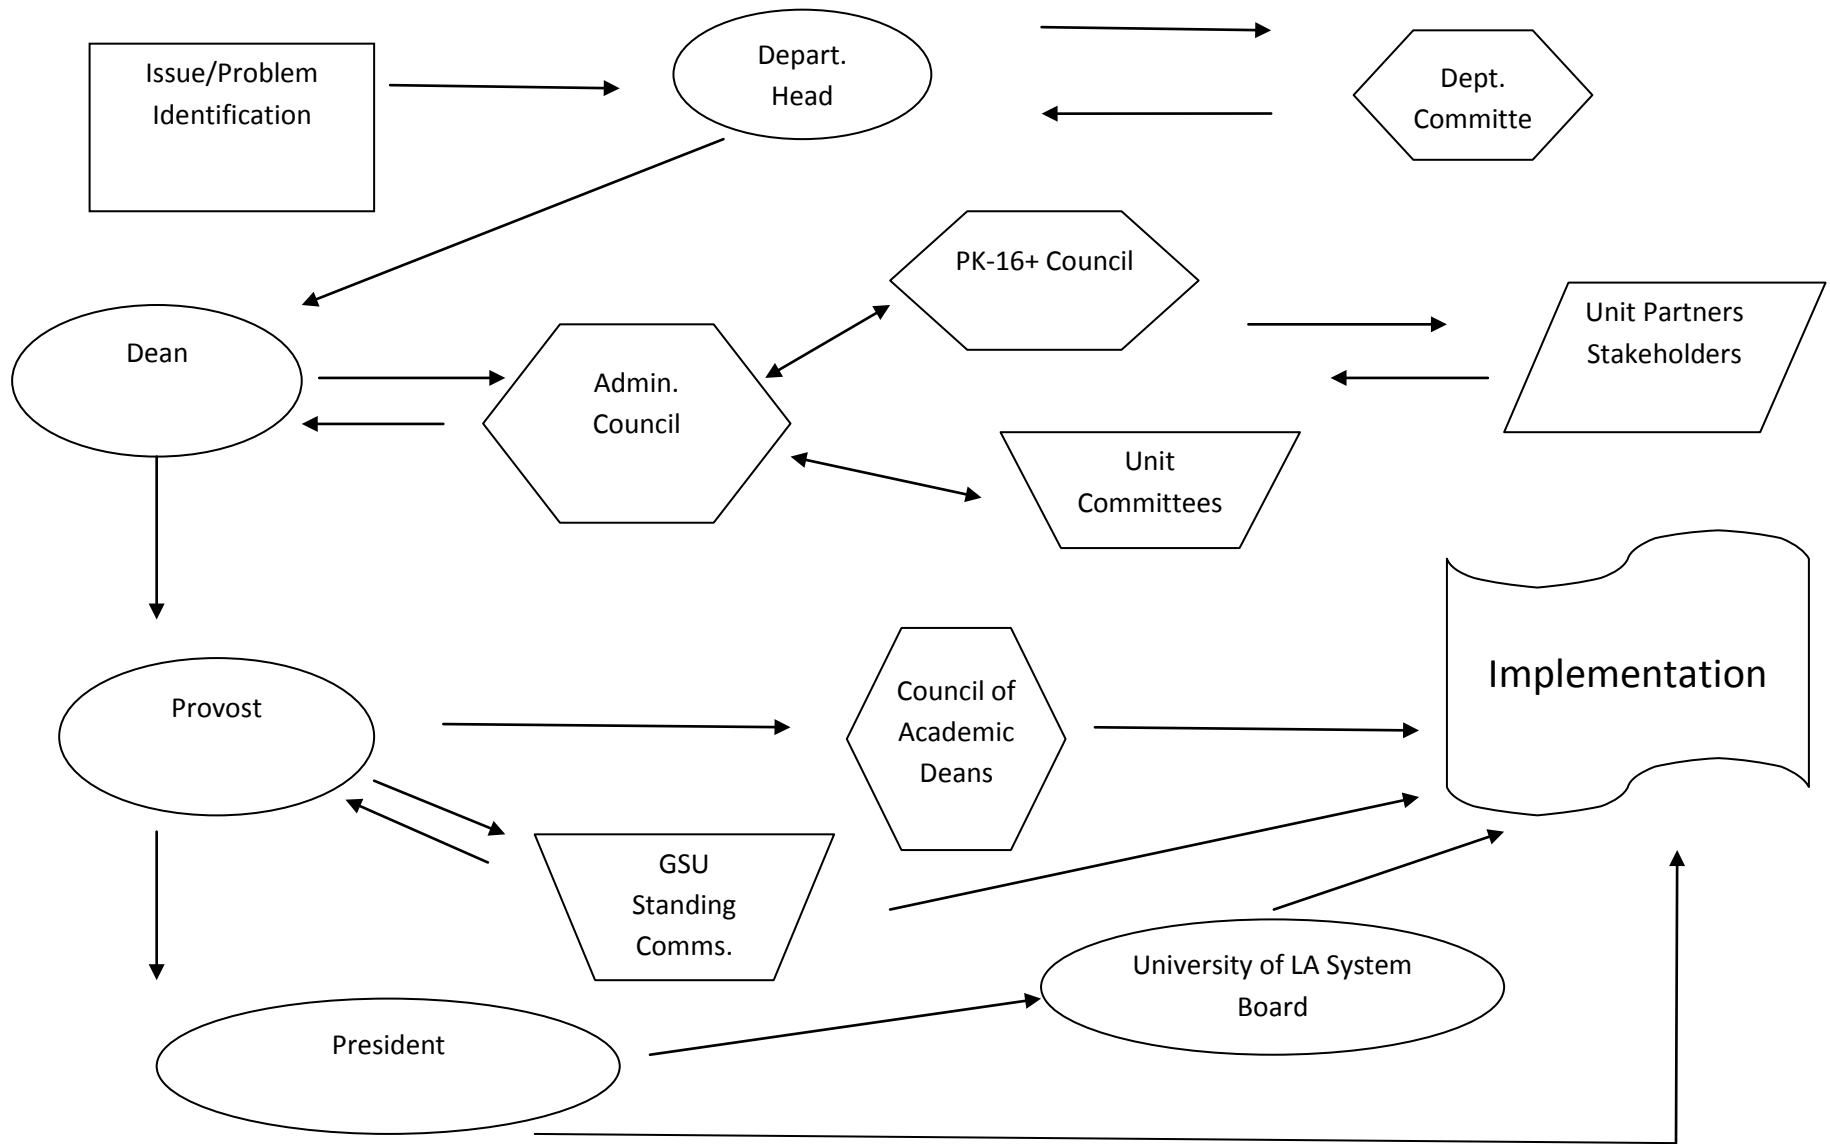 Issue/Problem
Identification
Depart.
Head
Dept.
Committe
PK-16+ Council
Unit Partners
Stakeholders
Dean
Admin.
Council
Unit
Committees
Implementation
Provost
Council of
Academic
Deans
GSU
Standing
Comms.
University of LA System
Board
President